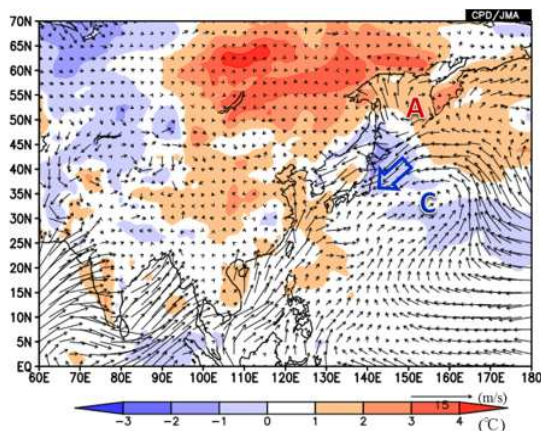 CPD/JMA
70N
65N
60N
55N
50N
45N
40N
35N
30N
25N
20N
15N
10N
5N
EQ
A
C
60E 70E 80E 90E 100E 110E 120E 130E 140E 150E 160E 170E 180
15 (m/s)
-3 -2 -1 0 1 2 3 4 (℃)